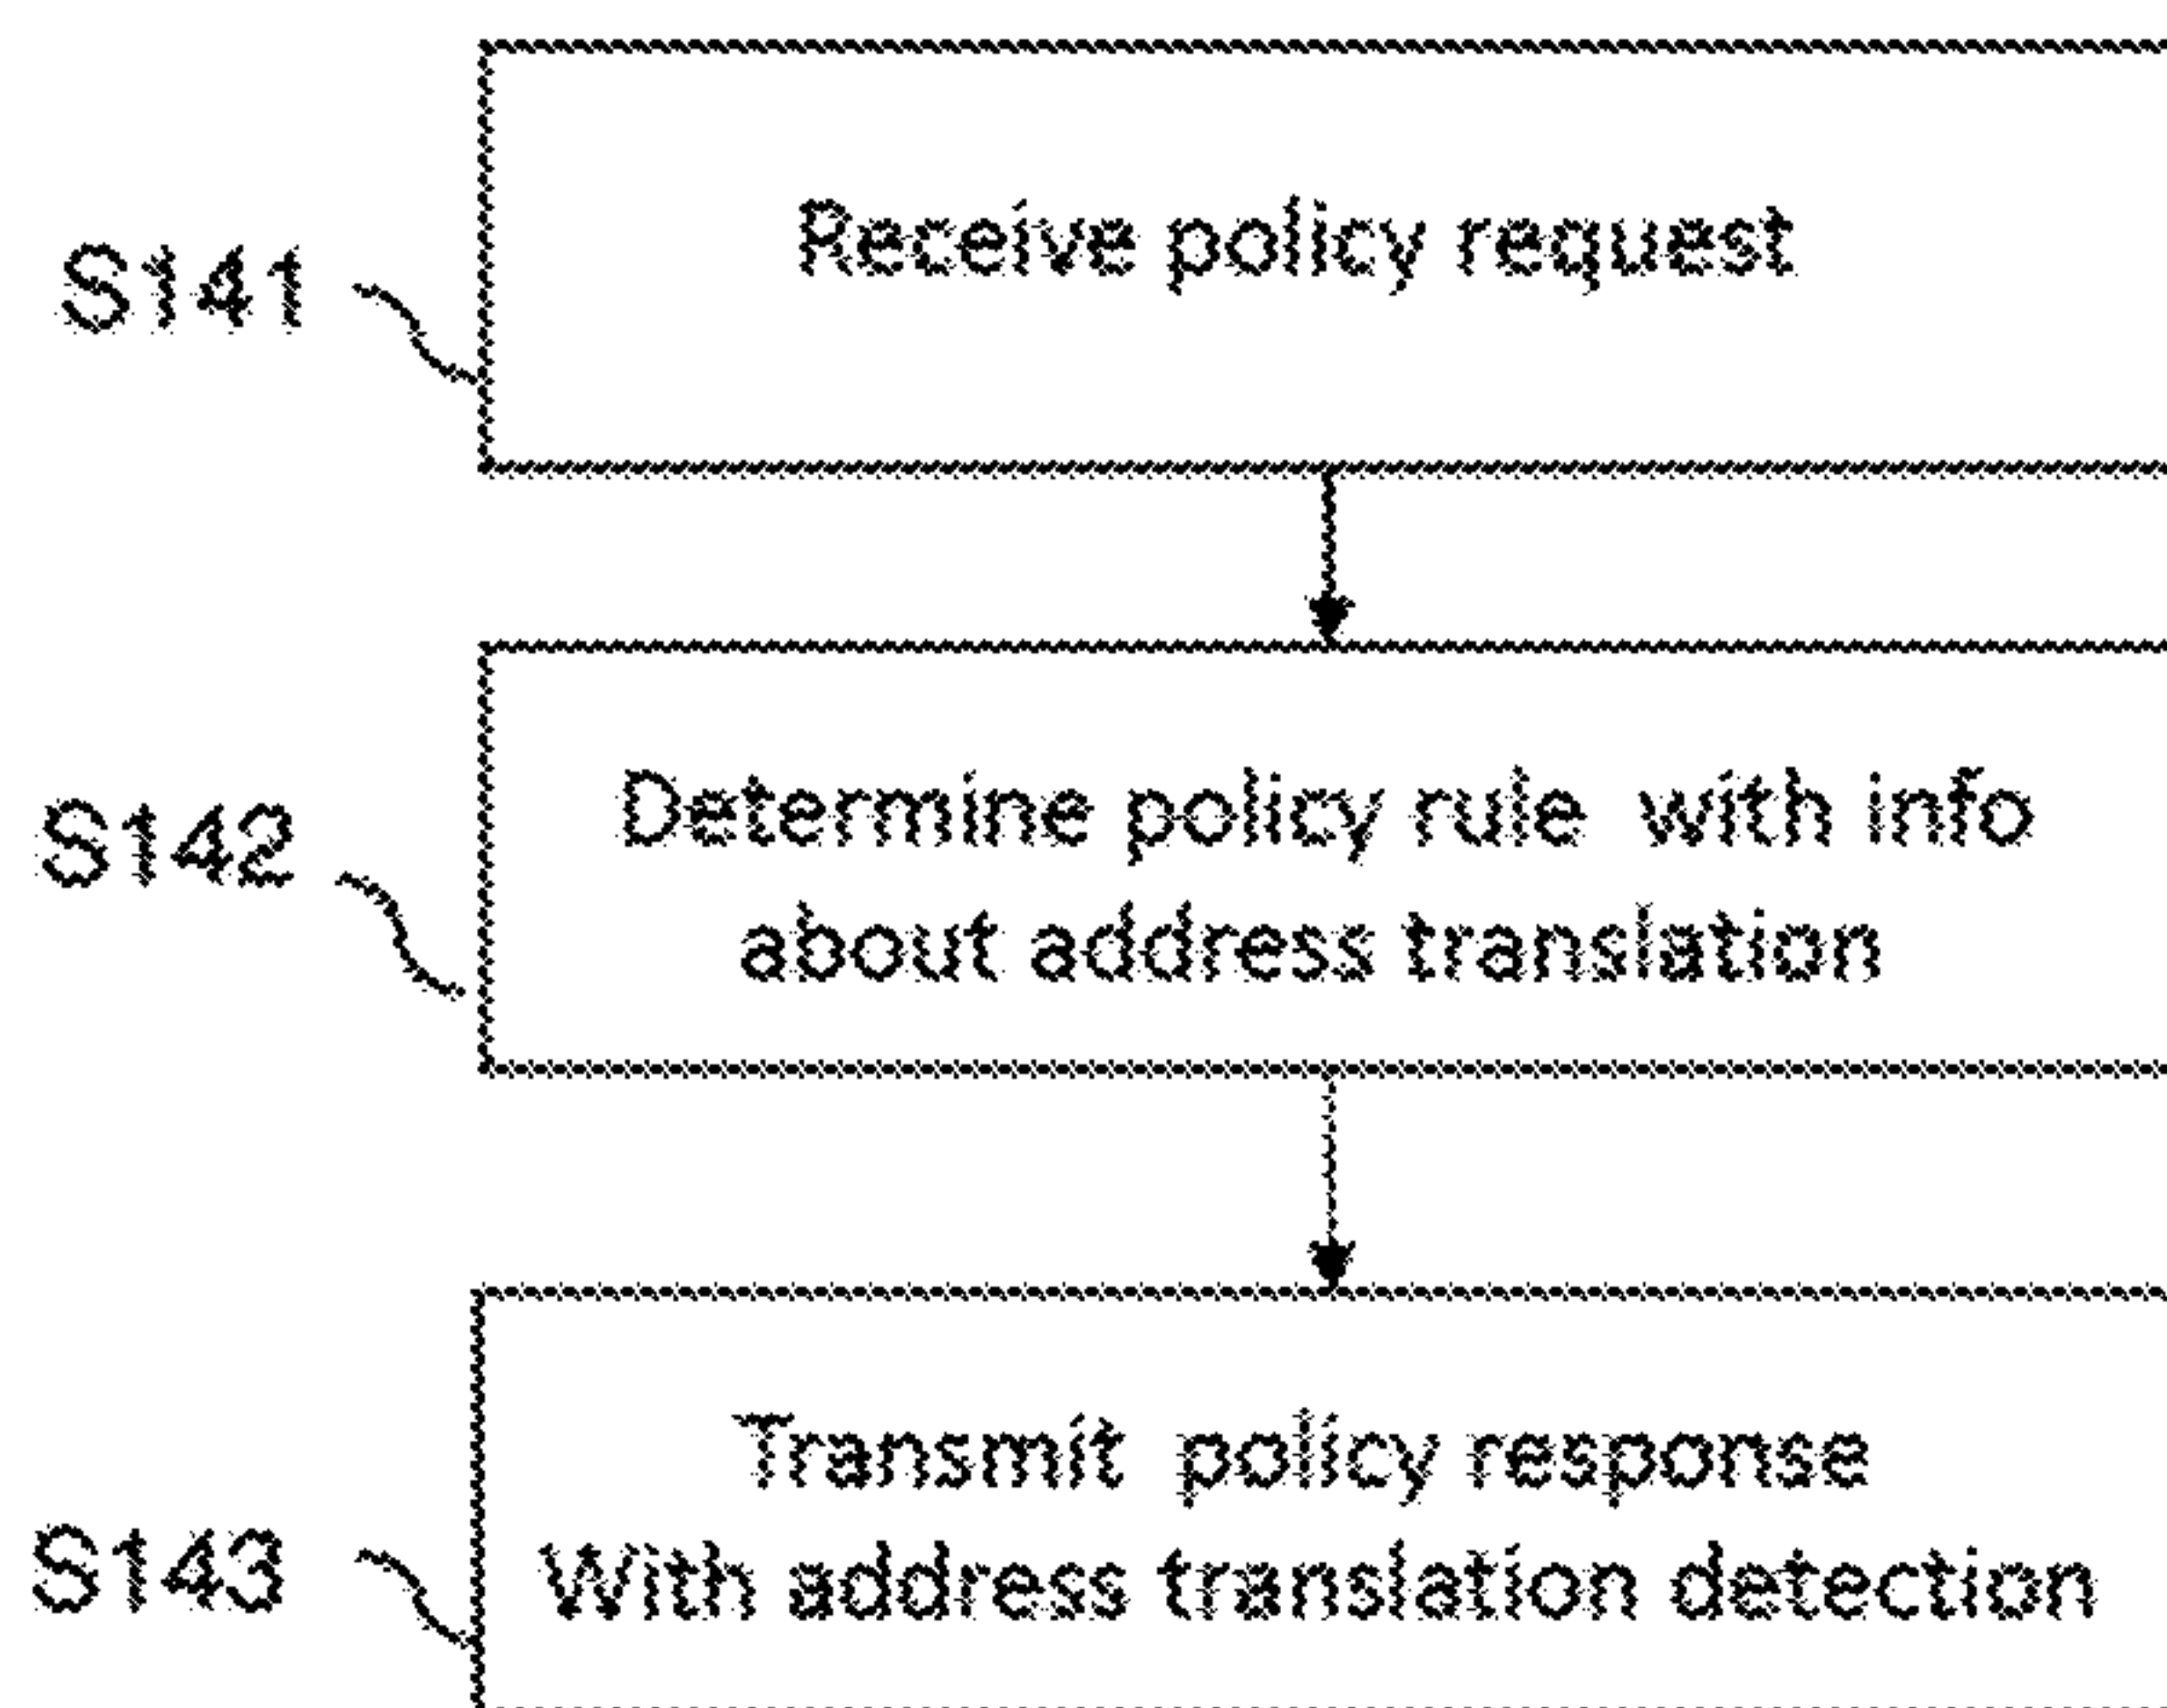 S141
Receive policy request
S142
Determine policy rule with info
about address translation
S143
Transmit policy response
With address translation detection